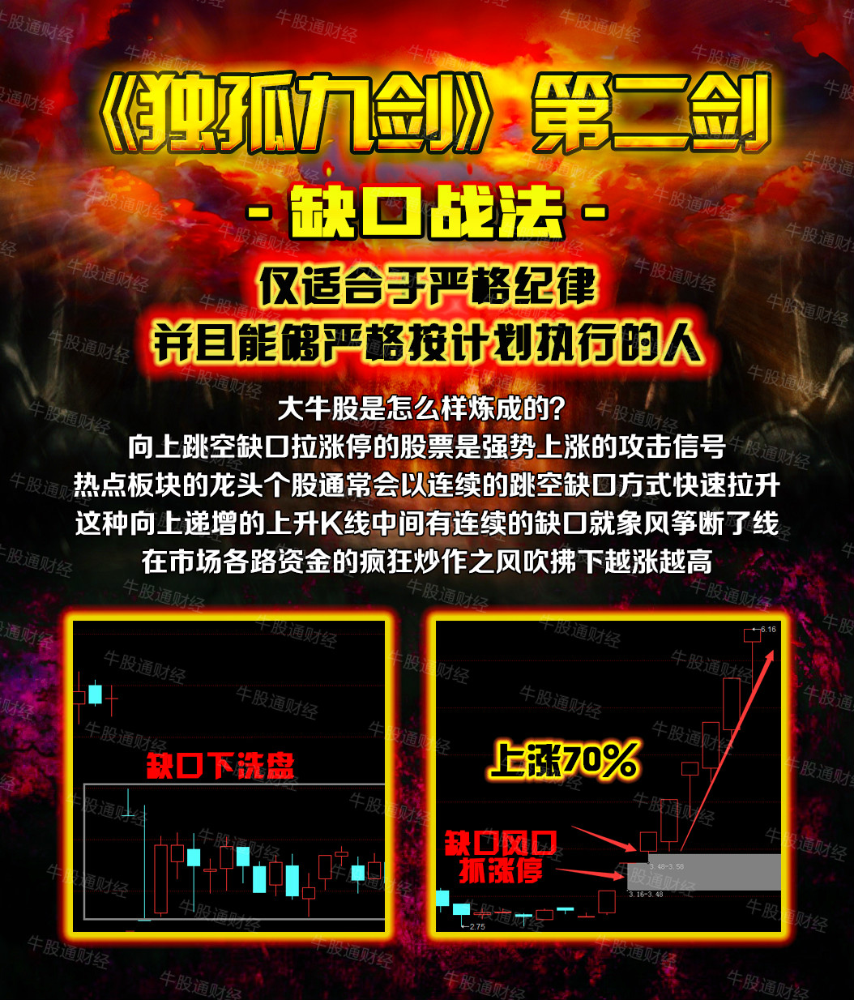 《独孤九剑》 第二剑
- 缺口战法 -
仅适合于严格纪律
并且能够严格按计划执行的人
大牛股是怎么样炼成的?
向上跳空缺口拉涨停的股票是强势上涨的攻击信号
热点板块的龙头个股通常会以连续的跳空缺口方式快速拉升
这种向上递增的上升K线中间有连续的缺口就象风筝断了线
在市场各路资金的疯狂炒作之风吹拂下越涨越高
缺口下洗盘
←6.16
上涨70%
缺口风口
抓涨停
3.48-3.58
3.16-3.48
←2.75
牛股通财经